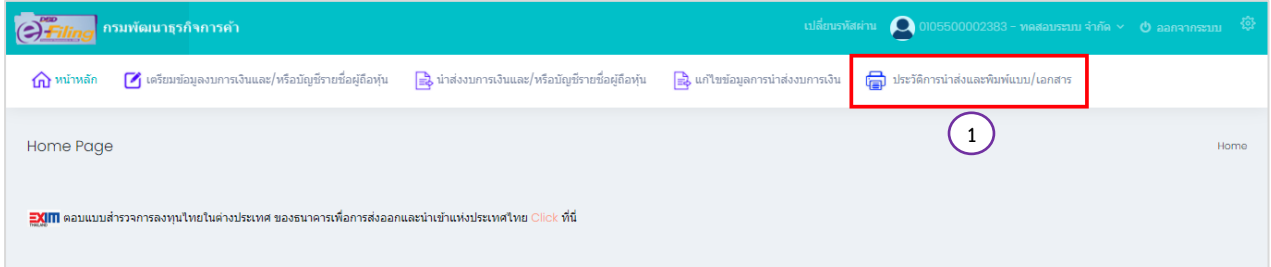 DBD e-Filing กรมพัฒนาธุรกิจการค้า เปลี่ยนรหัสผ่าน 0105500002383 - ทดสอบระบบ จำกัด ออกจากระบบ
หน้าหลัก เตรียมข้อมูลงบการเงินและ/หรือบัญชีรายชื่อผู้ถือหุ้น นำส่งงบการเงินและ/หรือบัญชีรายชื่อผู้ถือหุ้น แก้ไขข้อมูลการนำส่งงบการเงิน ประวัติการนำส่งและพิมพ์แบบ/เอกสาร
1
Home Page Home
EXIM THAILAND ตอบแบบสำรวจการลงทุนไทยในต่างประเทศ ของธนาคารเพื่อการส่งออกและนำเข้าแห่งประเทศไทย Click ที่นี่